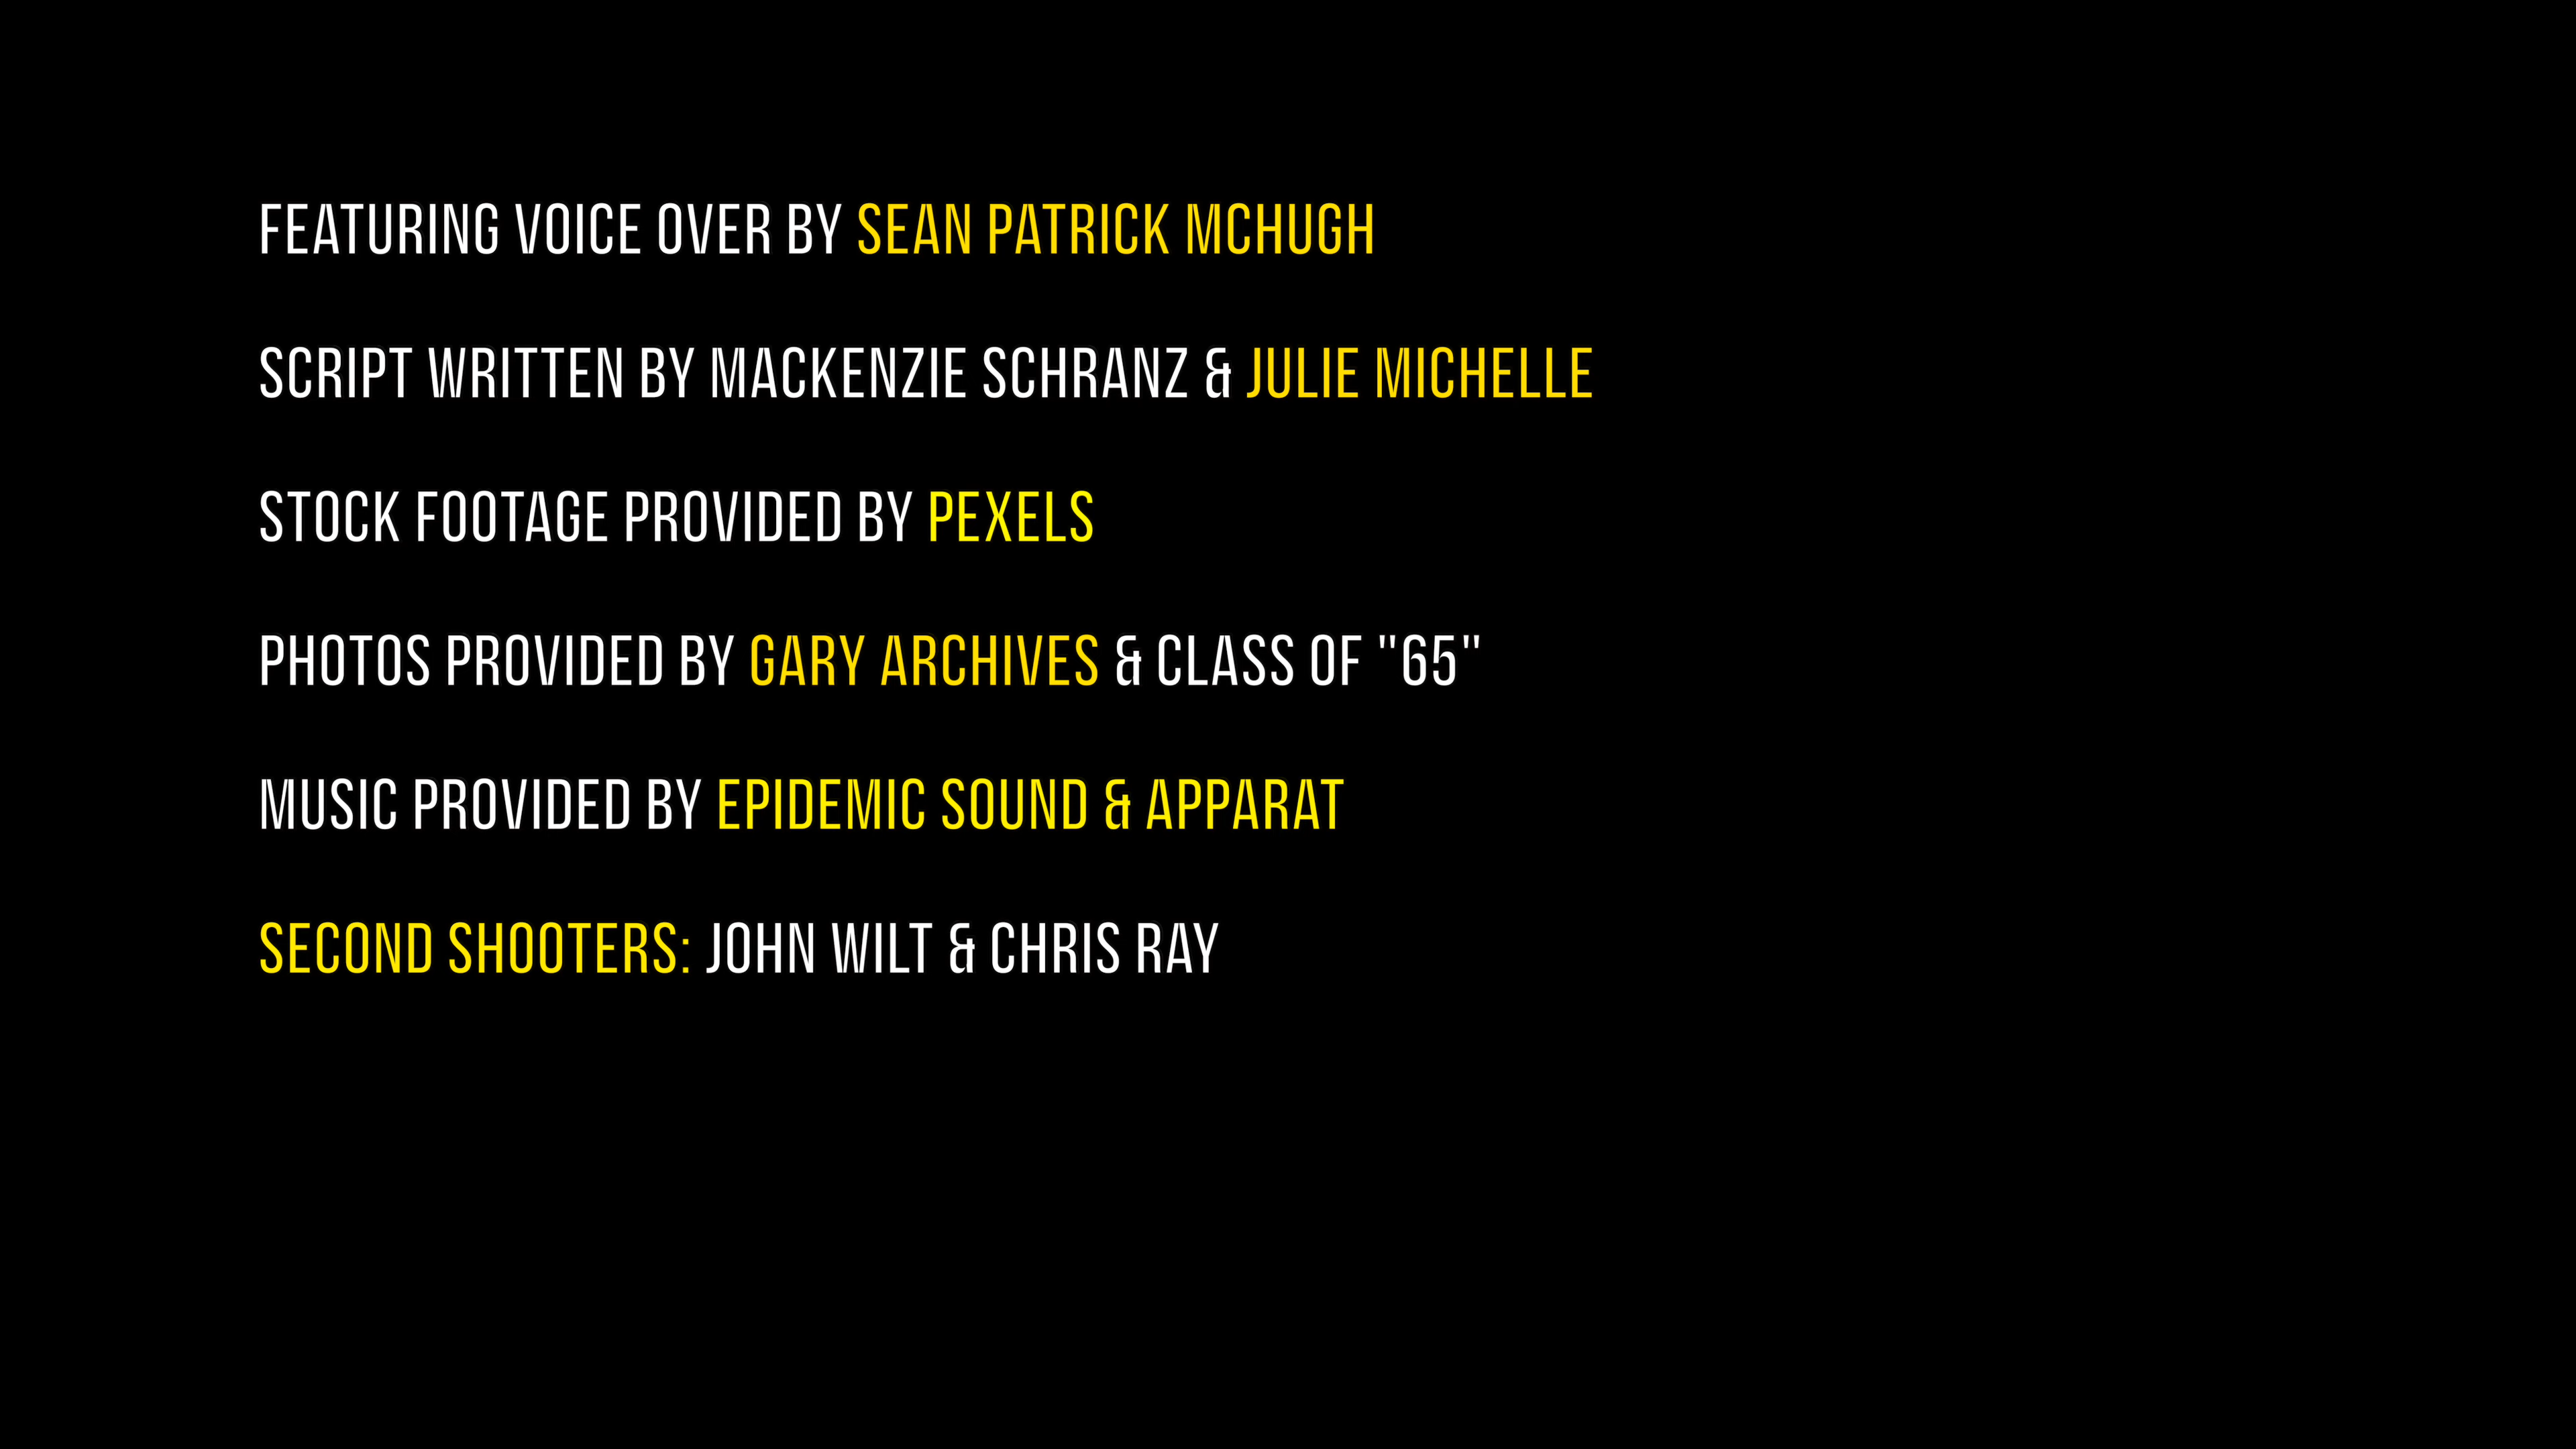 FEATURING VOICE OVER BY SEAN PATRICK MCHUGH
SCRIPT WRITTEN BY MACKENZIE SCHRANZ & JULIE MICHELLE
STOCK FOOTAGE PROVIDED BY PEXELS
PHOTOS PROVIDED BY GARY ARCHIVES & CLASS OF "65"
MUSIC PROVIDED BY EPIDEMIC SOUND & APPARAT
SECOND SHOOTERS: JOHN WILT & CHRIS RAY